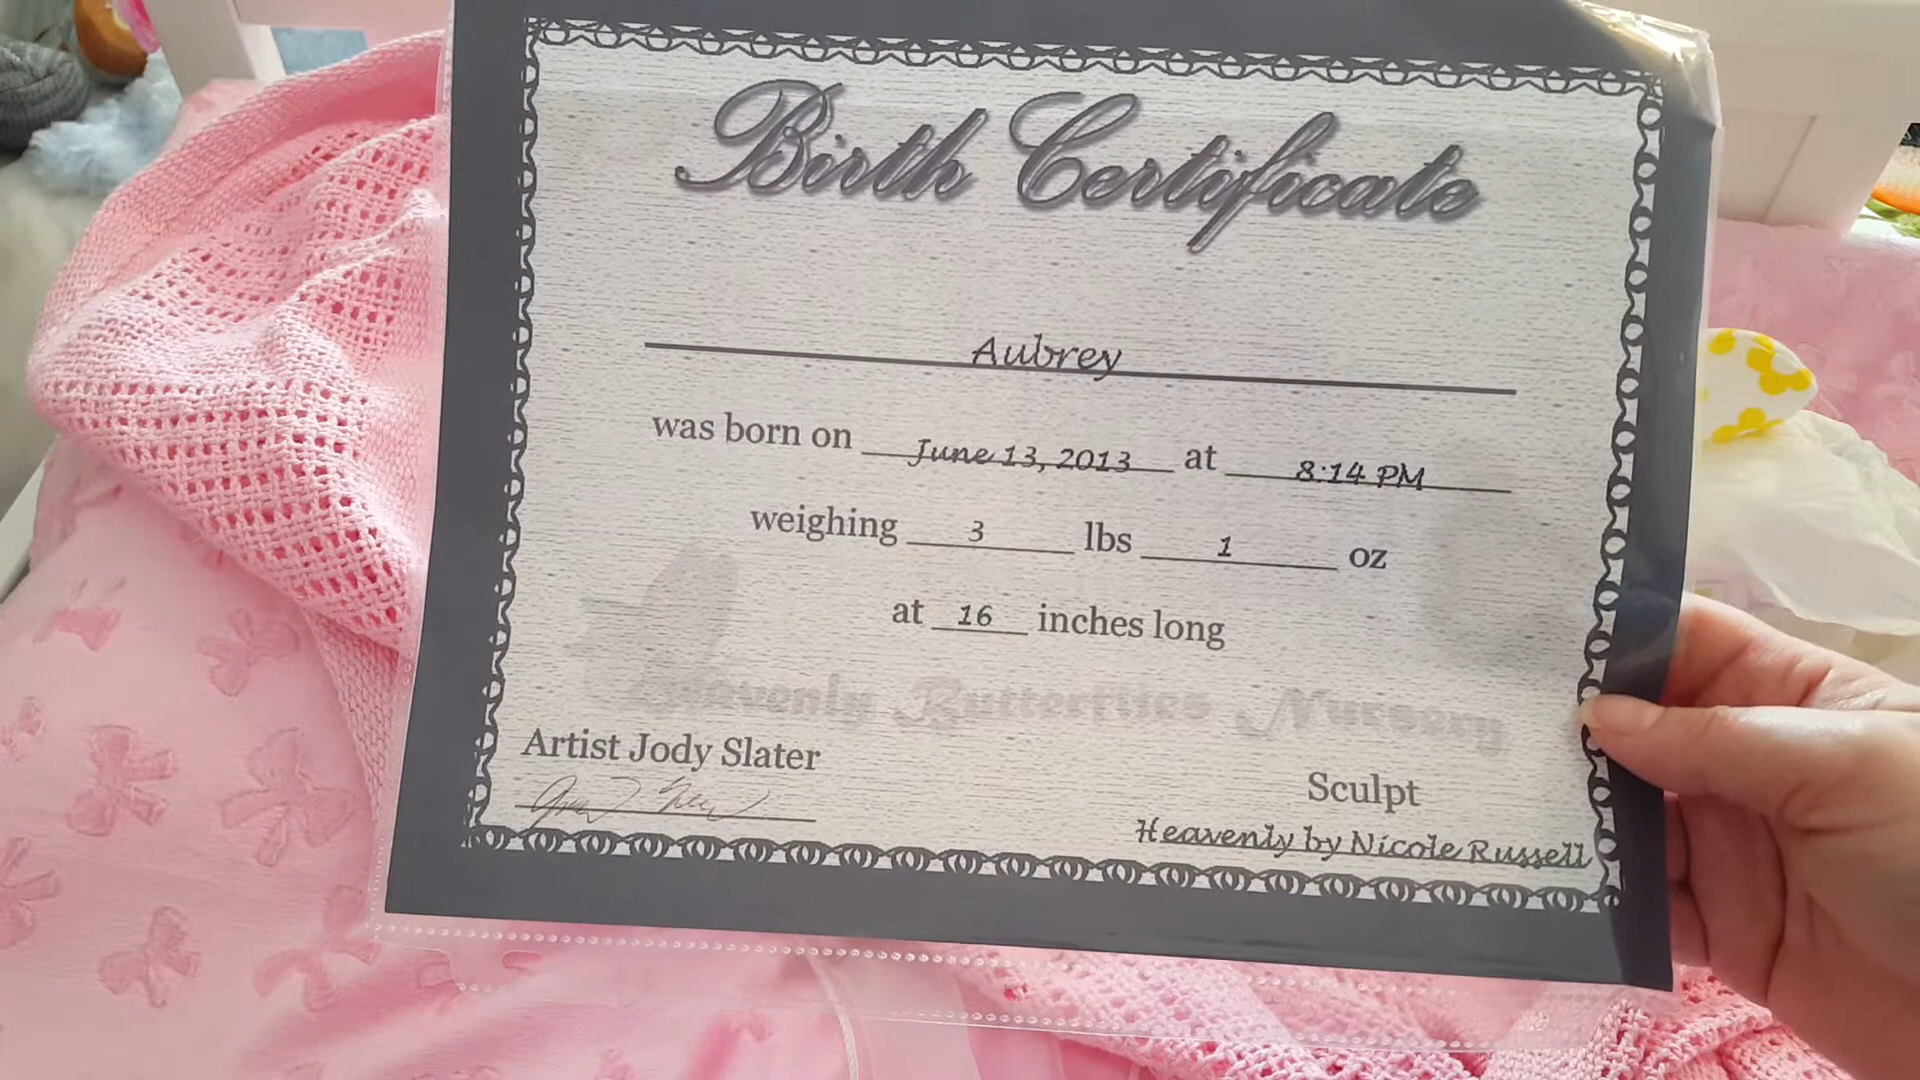 Birth Certificate
Aubrey
was born on June 13, 2013 at 8:14 PM
weighing 3 lbs 1 oz
at 16 inches long
Heavenly Butterflies Nursery
Artist Jody Slater
Sculpt
Heavenly by Nicole Russell